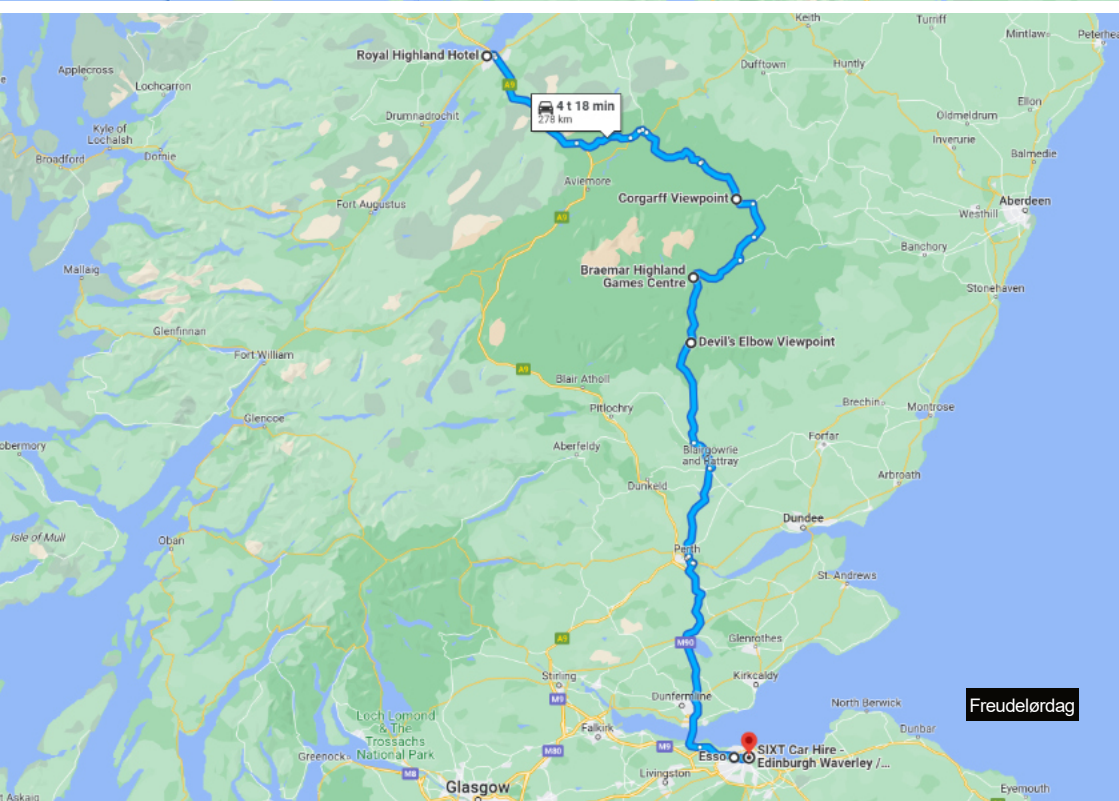 Keith
Turriff
Mintlaw
Royal Highland Hotel
Applecross
Dufftown
Huntly
Lochcarron
A9
4 t 18 min
278 km
Ellon
Drumnadrochit
Oldmeldrum
Kyle of
Lochalsh
Inverurie
Broadford
Dornie
Balmedie
Aviemore
Corgarff Viewpoint
Fort Augustus
Aberdeen
Westhill
A9
Banchory
Mallaig
Braemar Highland
Games Centre
Stonehaven
Glenfinnan
Devil's Elbow Viewpoint
Fort William
A9
Blair Atholl
Pitlochry
Brechin
Montrose
Glencoe
Forfar
obermory
Aberfeldy
Blairgowrie
and Rattray
Arbroath
Dunkeld
Dundee
Isle of Mull
Oban
Perth
St. Andrews
A9
M90
Glenrothes
Stirling
Kirkcaldy
M9
Dunfermline
North Berwick
Freudelørdag
Loch Lomond
& The
Trossachs
National Park
Falkirk
Dunbar
M9
M80
Esso
SIXT Car Hire -
Edinburgh Waverley /...
Greenock
M8
Livingston
Glasgow
Eyemouth
t Askaig